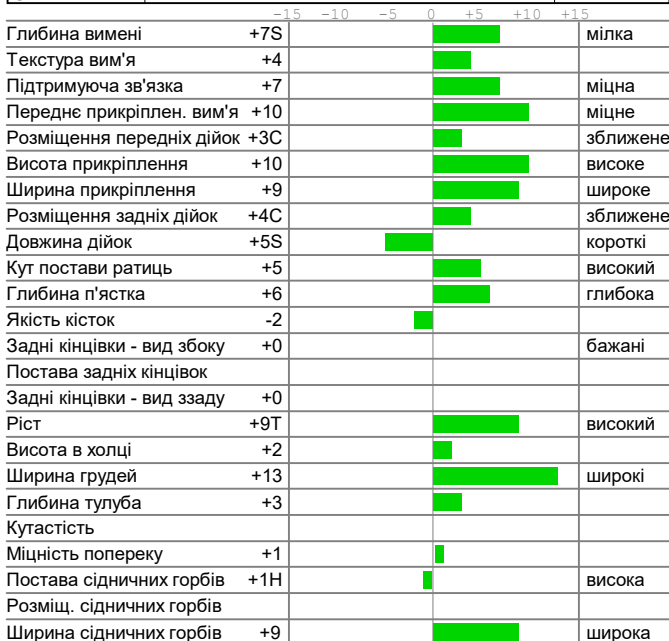 -15 -10 -5 0 +5 +10 +15
Глибина вимені +7S мілка
Текстура вим'я +4
Підтримуюча зв'язка +7 міцна
Переднє прикріплен. вим'я +10 міцне
Розміщення передніх дійок +3C зближене
Висота прикріплення +10 високе
Ширина прикріплення +9 широке
Розміщення задніх дійок +4C зближене
Довжина дійок +5S короткі
Кут постави ратиць +5 високий
Глибина п'ястка +6 глибока
Якість кісток -2
Задні кінцівки - вид збоку +0 бажані
Постава задніх кінцівок
Задні кінцівки - вид ззаду +0
Ріст +9T високий
Висота в холці +2
Ширина грудей +13 широкі
Глибина тулуба +3
Кутастість
Міцність попереку +1
Постава сідничних горбів +1H висока
Розміщ. сідничних горбів
Ширина сідничних горбів +9 широка